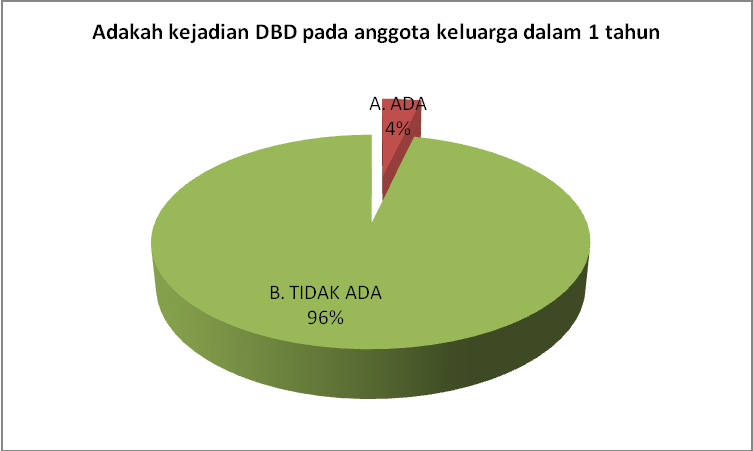 Adakah kejadian DBD pada anggota keluarga dalam 1 tahun
A. ADA
4%
B. TIDAK ADA
96%